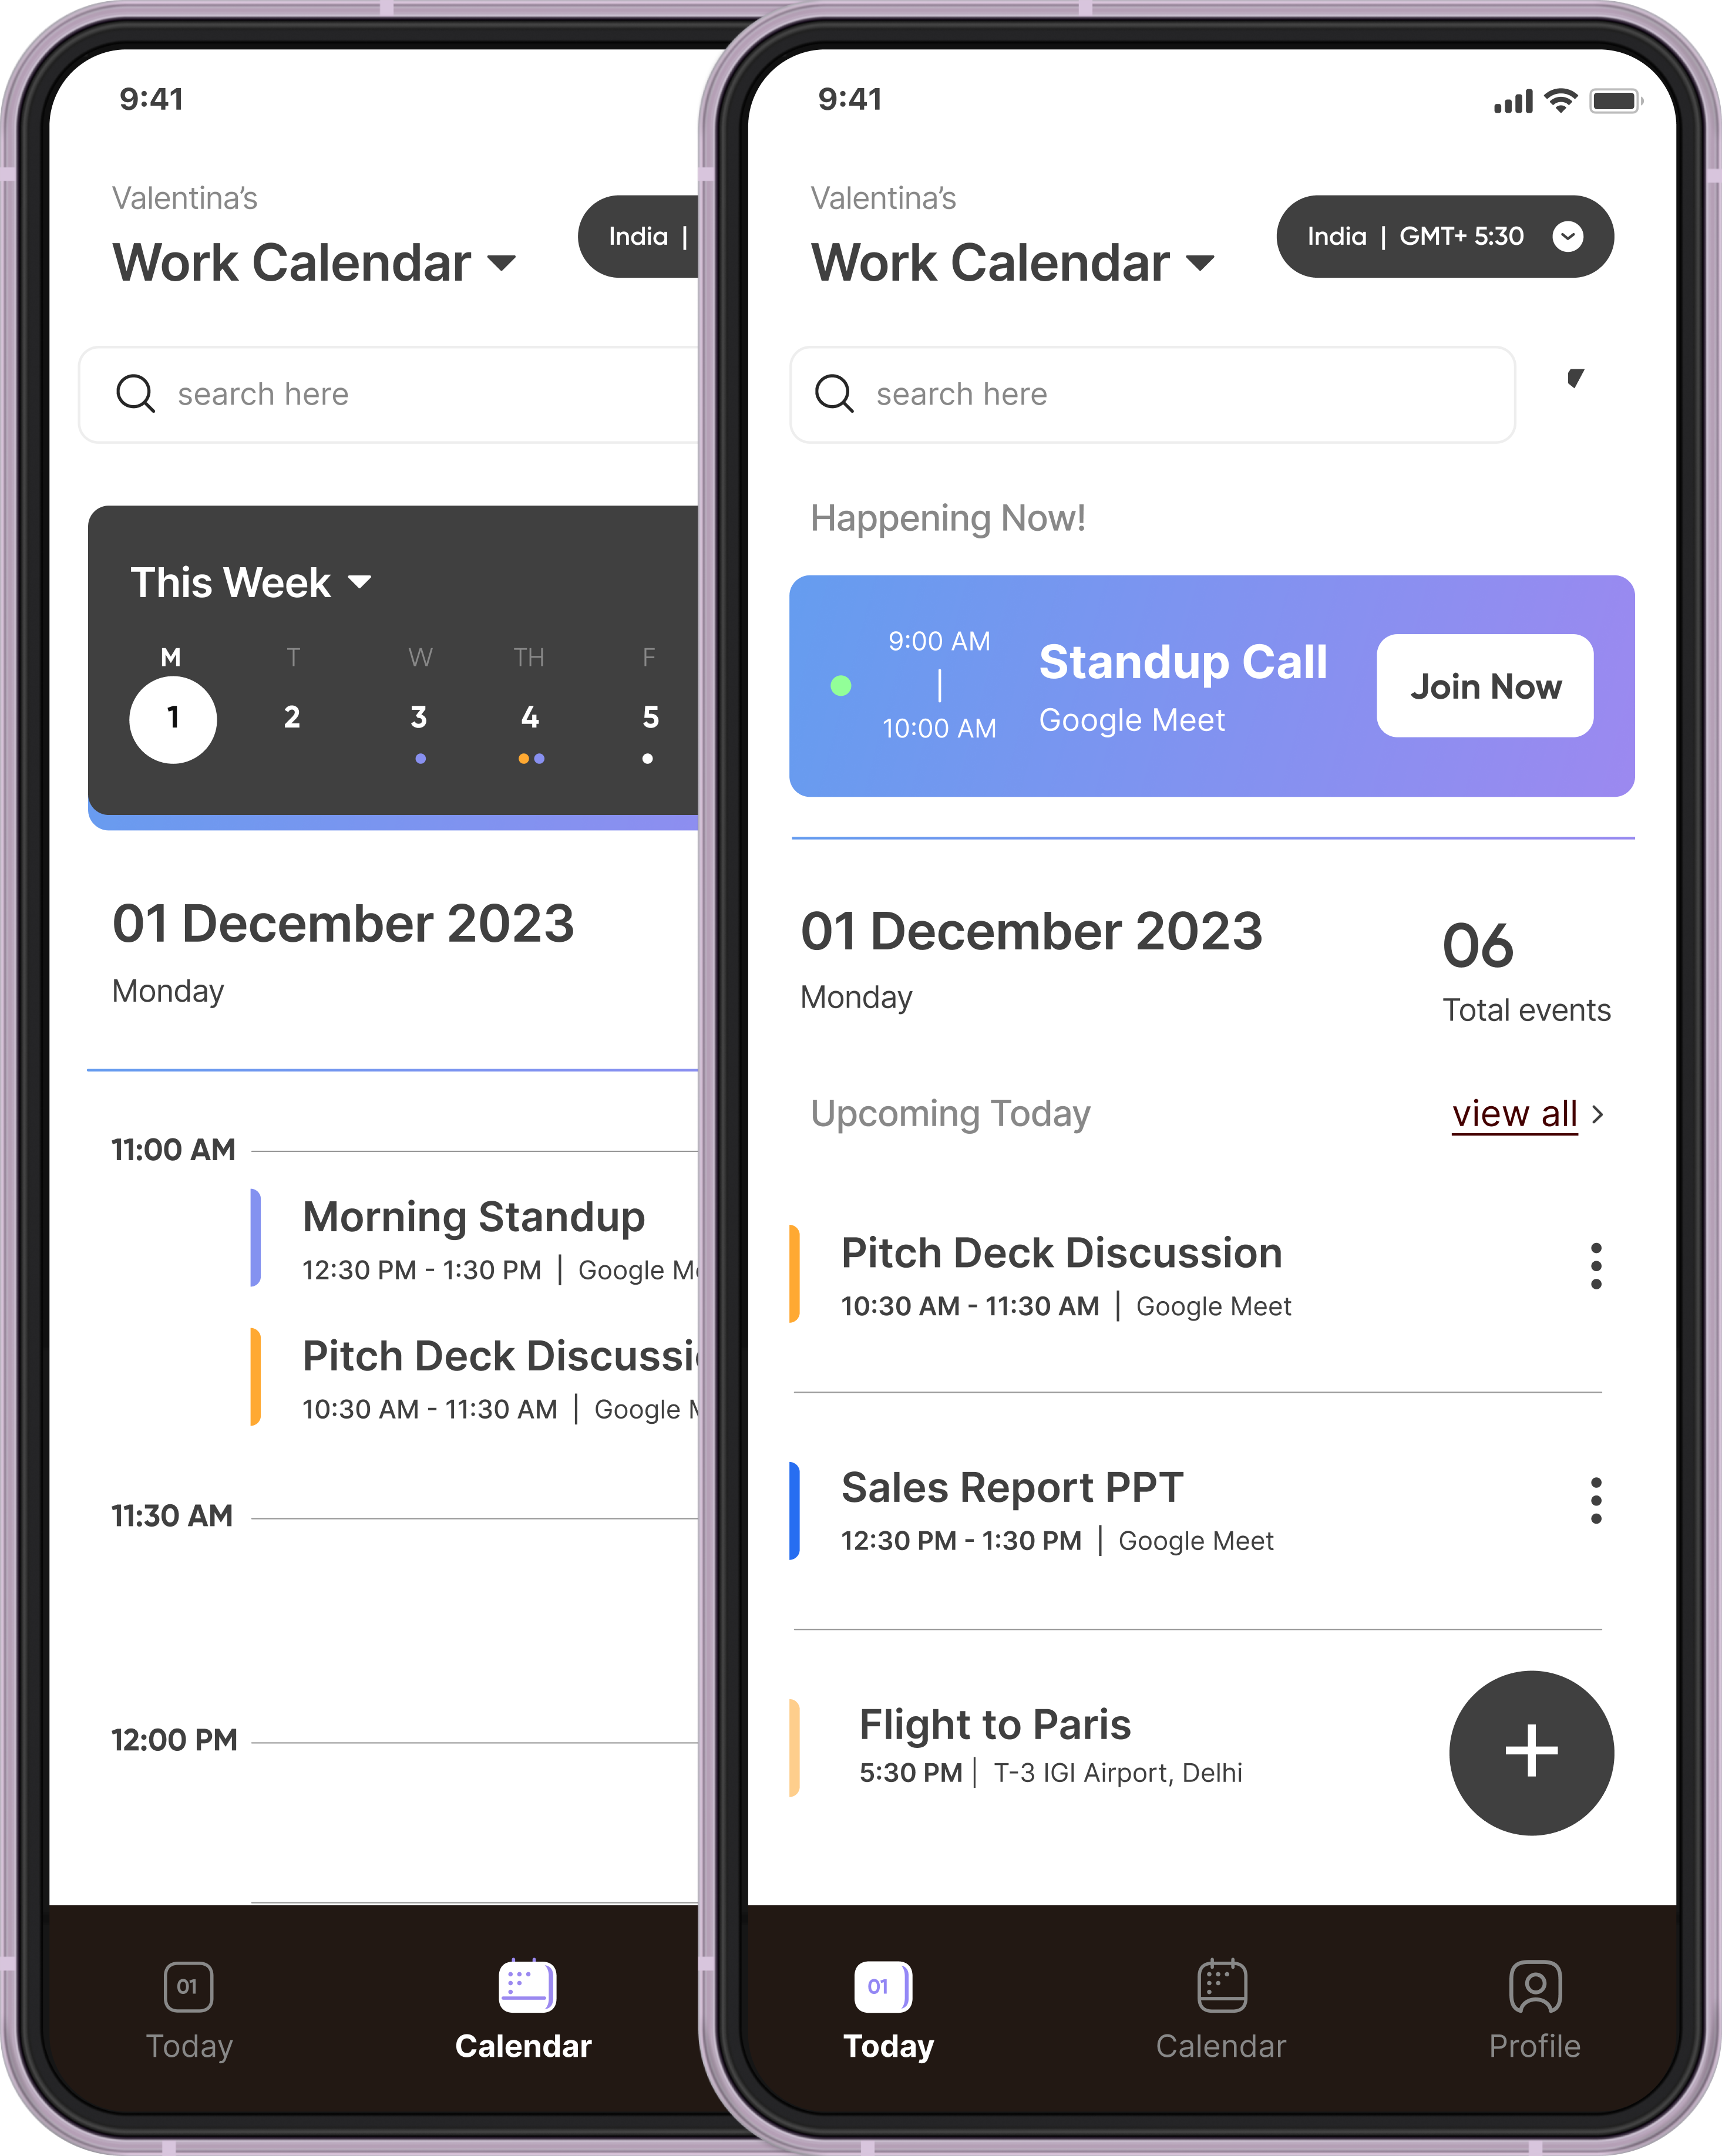 9:41
Valentina's
Work Calendar
India |
search here
This Week
M T W TH F
1 2 3 4 5
01 December 2023
Monday
11:00 AM
Morning Standup
12:30 PM - 1:30 PM | Google
Pitch Deck
10:30 AM - 11:30 AM | Google
11:30 AM
12:00 PM
01
Today
Calendar
9:41
Valentina's
Work Calendar
India | GMT+ 5:30
search here
Happening Now!
9:00 AM
10:00 AM
Standup Call
Google Meet
Join Now
01 December 2023
Monday
06
Total events
Upcoming Today
view all
Pitch Deck Discussion
10:30 AM - 11:30 AM | Google Meet
Sales Report PPT
12:30 PM - 1:30 PM | Google Meet
Flight to Paris
5:30 PM | T-3 IGI Airport, Delhi
01
Today
Calendar
Profile